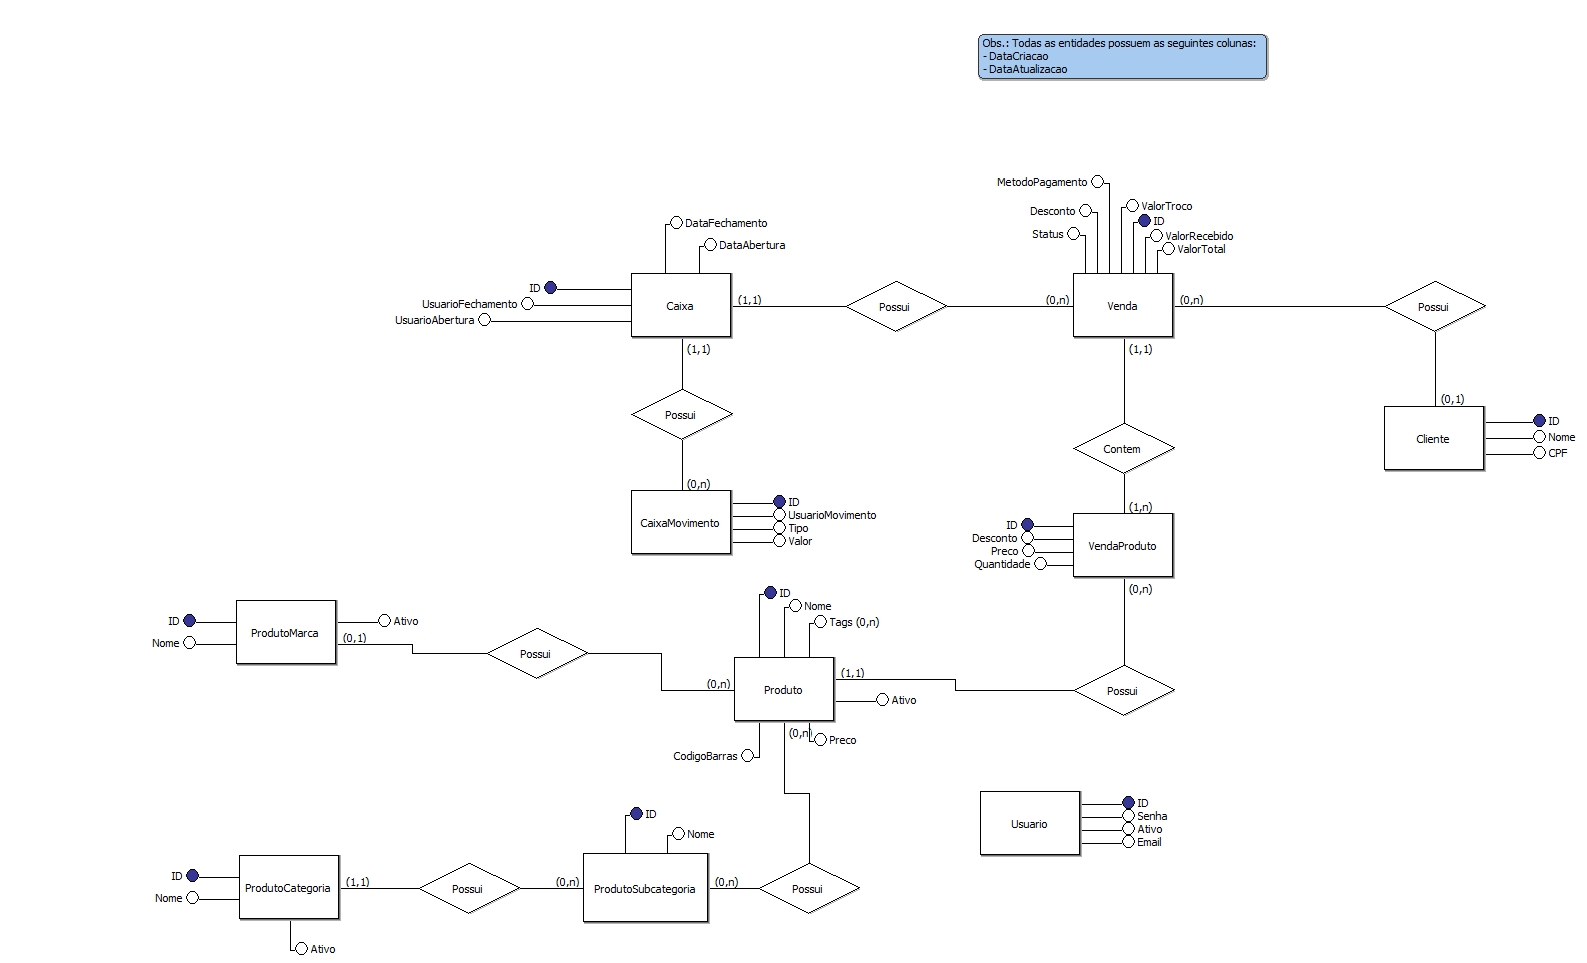 Obs.: Todas as entidades possuem as seguintes colunas:
- DataCriacao
- DataAtualizacao
MetodoPagamento
ValorTroco
Desconto
ID
Status
ValorRecebido
ValorTotal
DataFechamento
DataAbertura
ID
UsuarioFechamento
UsuarioAbertura
Caixa
(1,1)
Possui
(0,n)
Venda
(0,n)
Possui
(1,1)
(1,1)
Possui
(0,n)
Contem
(0,1)
Cliente
ID
Nome
CPF
CaixaMovimento
ID
UsuarioMovimento
Tipo
Valor
(1,n)
ID
Desconto
Preco
Quantidade
VendaProduto
(0,n)
ID
Nome
ProdutoMarca
Ativo
(0,1)
Possui
ID
Nome
Tags (0,n)
(0,n)
Produto
(1,1)
Possui
Ativo
(0,n)
Preco
CodigoBarras
ID
Nome
Usuario
ID
Senha
Ativo
Email
ID
Nome
ProdutoCategoria
(1,1)
Possui
(0,n)
ProdutoSubcategoria
(0,n)
Possui
Ativo